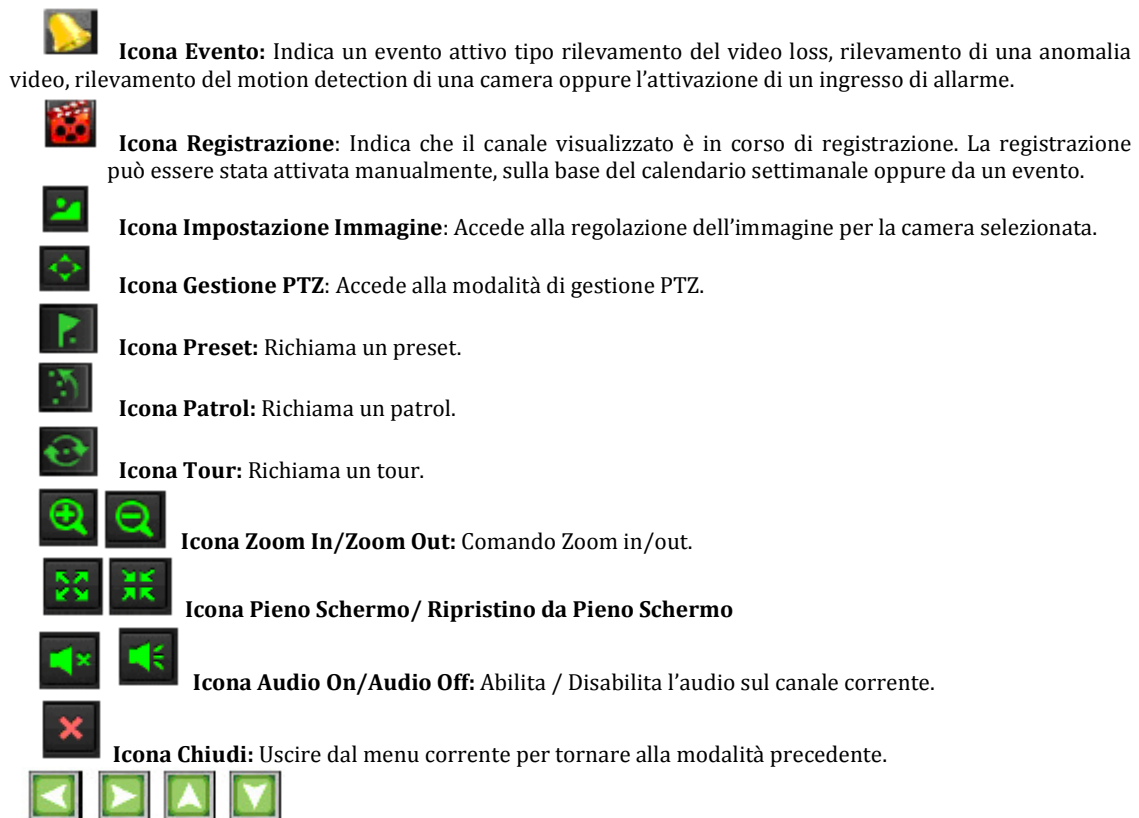 Icona Evento: Indica un evento attivo tipo rilevamento del video loss, rilevamento di una anomalia
video, rilevamento del motion detection di una camera oppure l’attivazione di un ingresso di allarme.
Icona Registrazione: Indica che il canale visualizzato è in corso di registrazione. La registrazione
può essere stata attivata manualmente, sulla base del calendario settimanale oppure da un evento.
Icona Impostazione Immagine: Accede alla regolazione dell’immagine per la camera selezionata.
Icona Gestione PTZ: Accede alla modalità di gestione PTZ.
Icona Preset: Richiama un preset.
Icona Patrol: Richiama un patrol.
Icona Tour: Richiama un tour.
Icona Zoom In/Zoom Out: Comando Zoom in/out.
Icona Pieno Schermo/ Ripristino da Pieno Schermo
Icona Audio On/Audio Off: Abilita / Disabilita l’audio sul canale corrente.
Icona Chiudi: Uscire dal menu corrente per tornare alla modalità precedente.